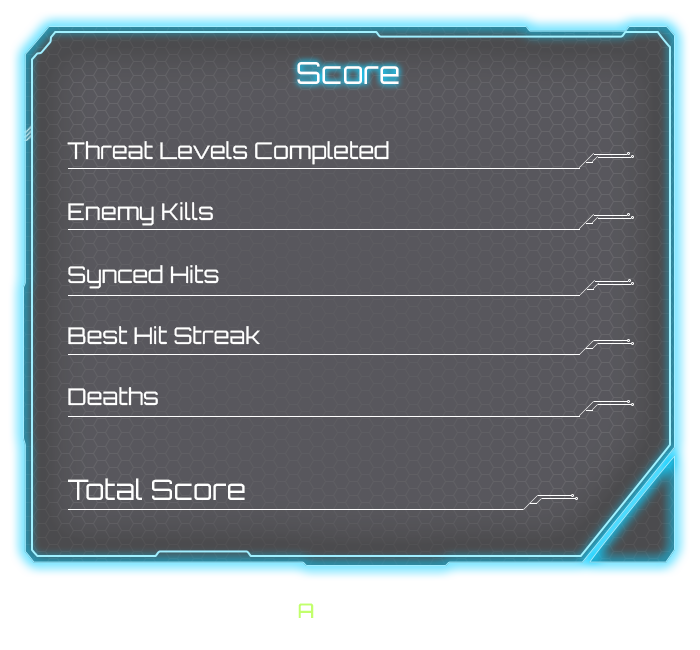 Score
Threat Levels Completed
Enemy Kills
Synced Hits
Best Hit Streak
Deaths
Total Score
A